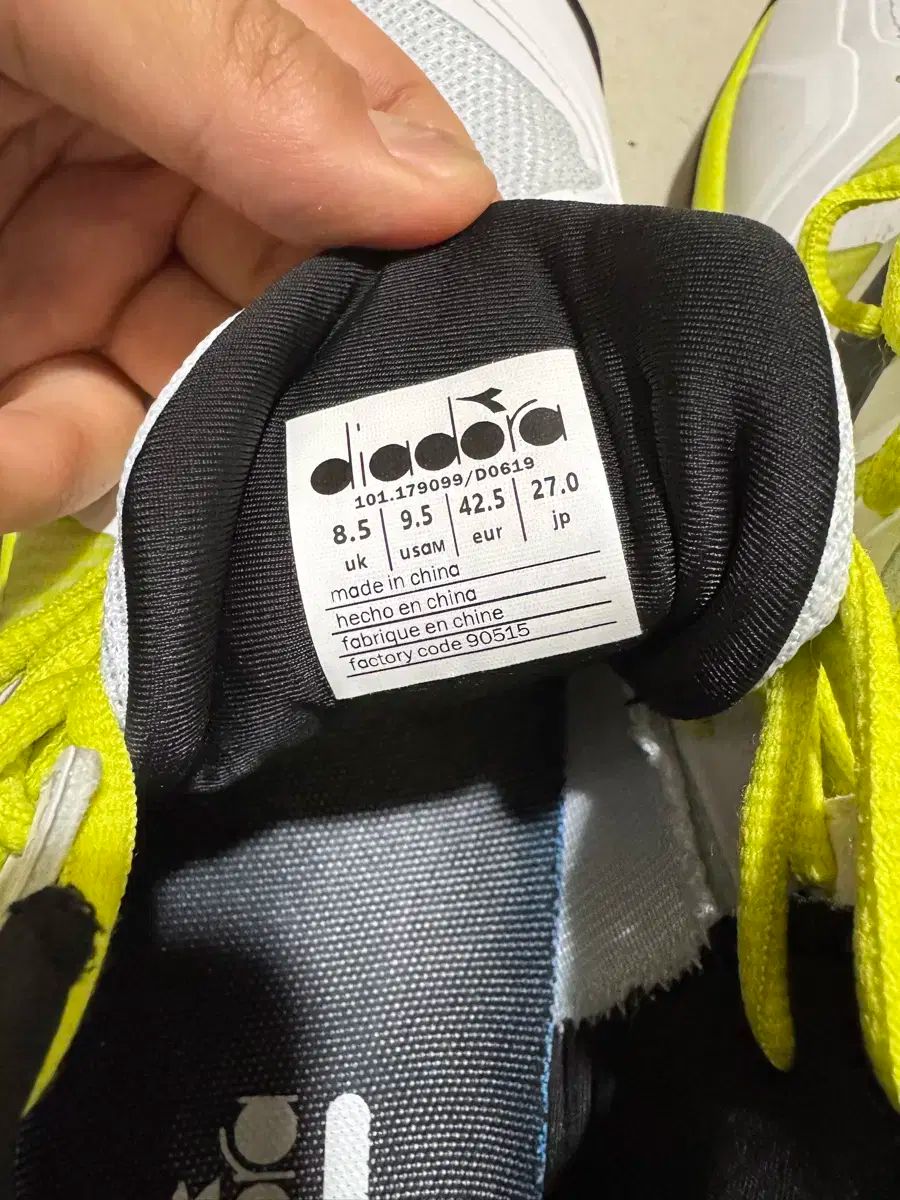 diadora
101.179099/D0619
8.5 | 9.5 | 42.5 | 27.0
uk | usaM | eur | jp
made in china
hecho en china
fabrique en chine
factory code 90515